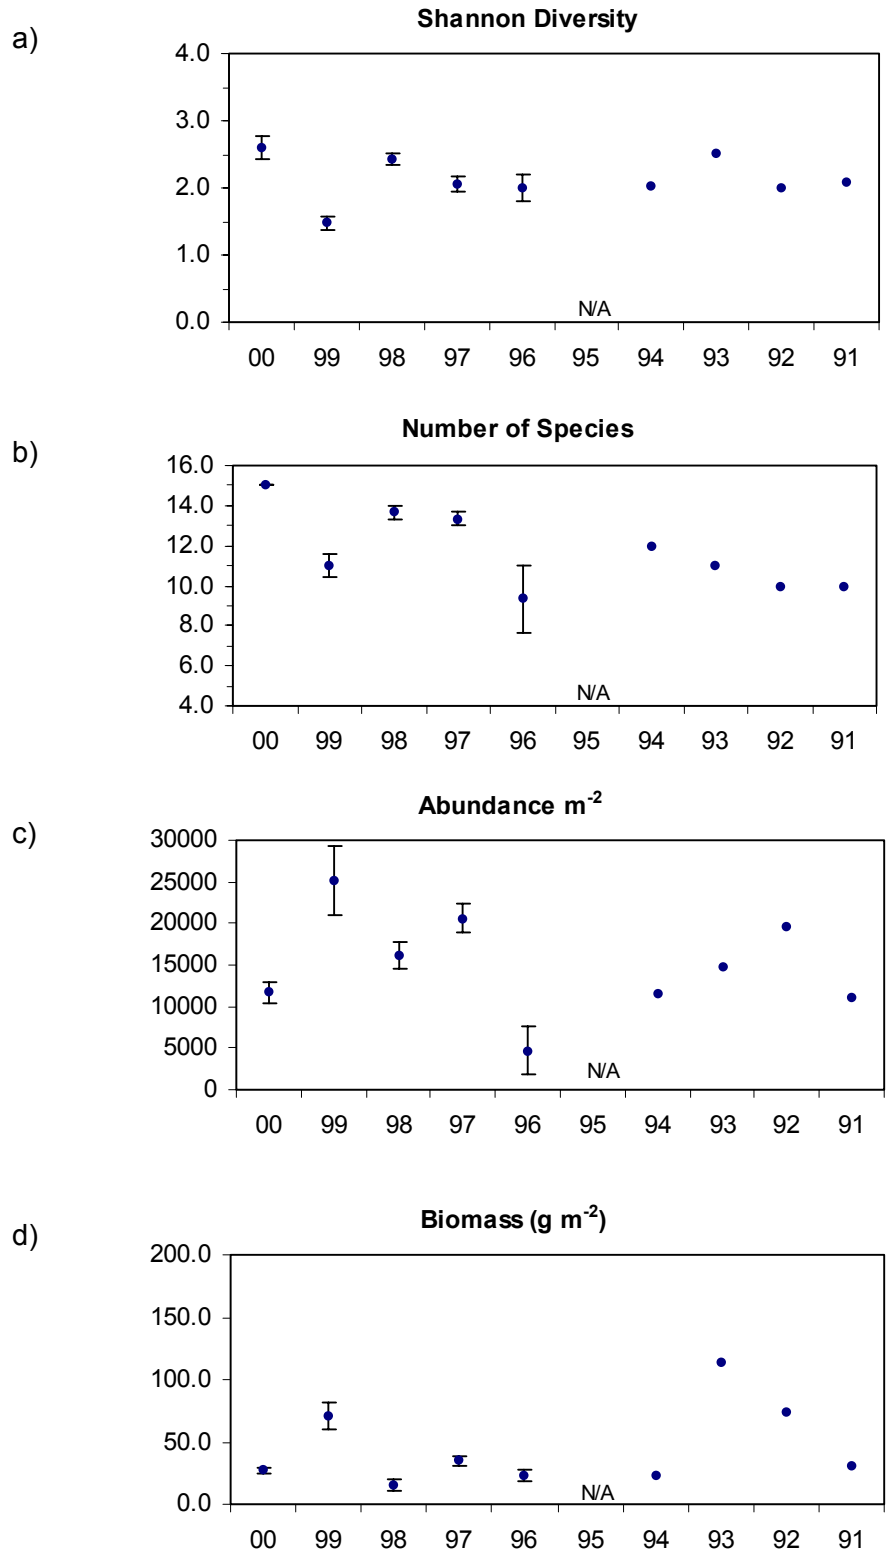 a)
Shannon Diversity
4.0
3.0
2.0
1.0
0.0
N/A
00 99 98 97 96 95 94 93 92 91
b)
Number of Species
16.0
14.0
12.0
10.0
8.0
6.0
4.0
N/A
00 99 98 97 96 95 94 93 92 91
c)
Abundance m-2
30000
25000
20000
15000
10000
5000
0
N/A
00 99 98 97 96 95 94 93 92 91
d)
Biomass (g m-2)
200.0
150.0
100.0
50.0
0.0
N/A
00 99 98 97 96 95 94 93 92 91